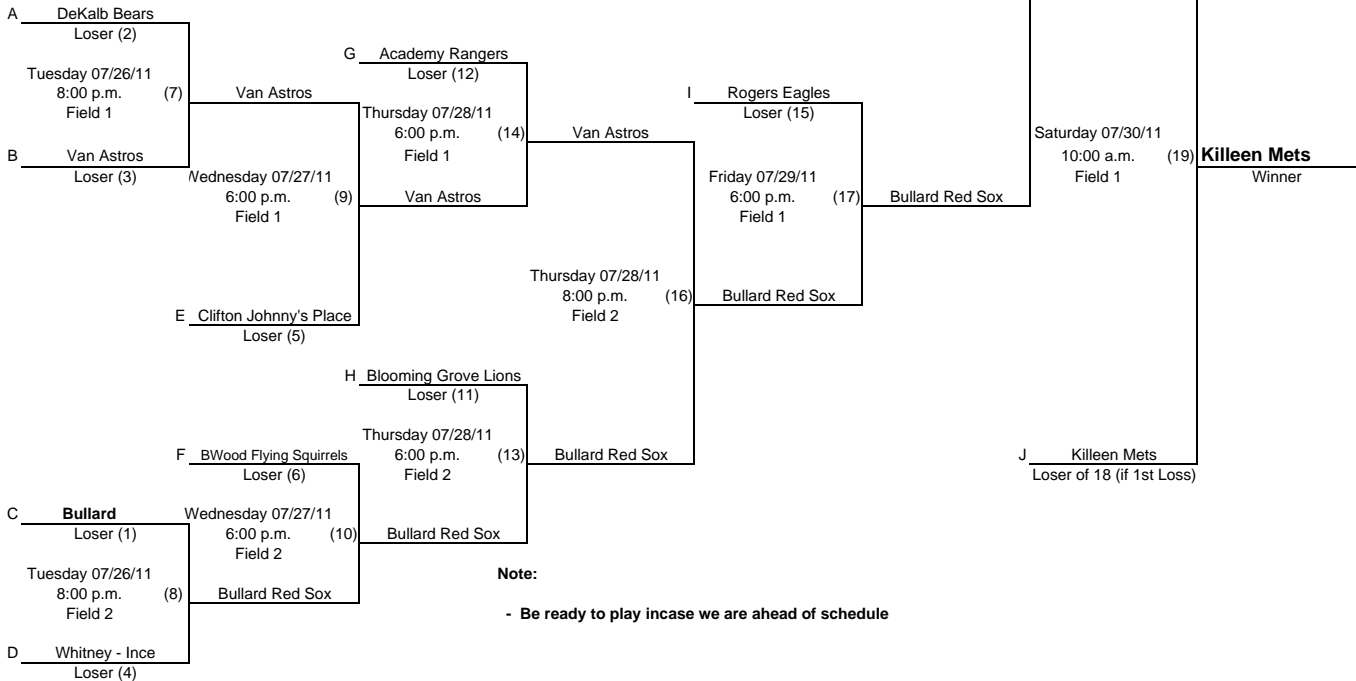 A DeKalb Bears
Loser (2)
G Academy Rangers
Tuesday 07/26/11
Loser (12)
8:00 p.m. (7) Van Astros
I Rogers Eagles
Field 1
Thursday 07/28/11
Loser (15)
6:00 p.m. (14) Van Astros
Saturday 07/30/11
B Van Astros
Field 1
10:00 a.m. (19) Killeen Mets
Loser (3)
Wednesday 07/27/11
Friday 07/29/11
Field 1
Winner
6:00 p.m. (9) Van Astros
6:00 p.m. (17) Bullard Red Sox
Field 1
Field 1
Thursday 07/28/11
8:00 p.m. (16) Bullard Red Sox
E Clifton Johnny's Place
Field 2
Loser (5)
H Blooming Grove Lions
Loser (11)
Thursday 07/28/11
F BWood Flying Squirrels
6:00 p.m. (13) Bullard Red Sox
J Killeen Mets
Loser (6)
Field 2
Loser of 18 (if 1st Loss)
C Bullard
Wednesday 07/27/11
Loser (1)
6:00 p.m. (10) Bullard Red Sox
Field 2
Tuesday 07/26/11
Note:
8:00 p.m. (8) Bullard Red Sox
Field 2
- Be ready to play incase we are ahead of schedule
D Whitney - Ince
Loser (4)